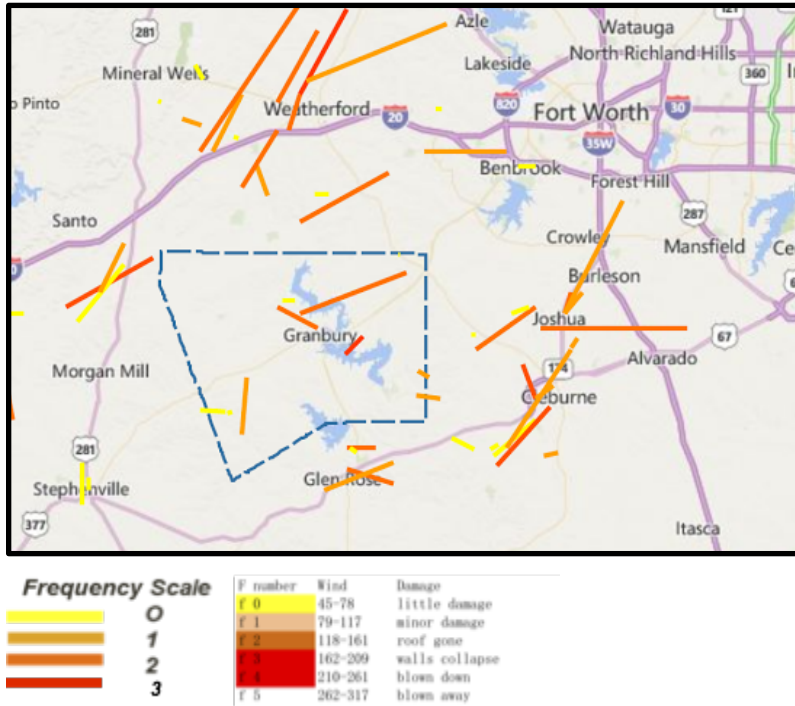 121
Azle
281
Watauga
North Richland Hills
Lakeside
360
Mineral Wells
o Pinto
Weatherford
820
20
Fort Worth
30
35W
Benbrook
Forest Hill
287
Santo
Crowley
Mansfield
Ce
Burleson
Joshua
Granbury
67
Alvarado
Morgan Mill
174
Cleburne
281
Stephenville
Glen Rose
377
Itasca
Frequency Scale
0
1
2
3
F number Wind Damage
f 0 45-78 little damage
f 1 79-117 minor damage
f 2 118-161 roof gone
f 3 162-209 walls collapse
f 4 210-261 blown down
f 5 262-317 blown away